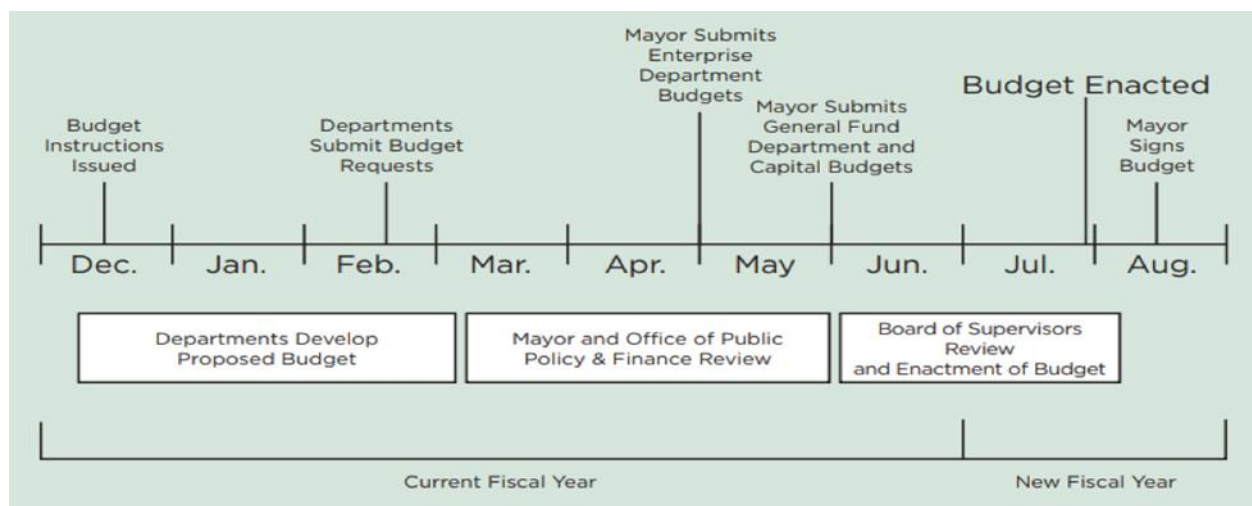 Budget
Instructions
Issued
Departments
Submit Budget
Requests
Mayor Submits
Enterprise
Department
Budgets
Mayor Submits
General Fund
Department and
Capital Budgets
Budget Enacted
Mayor
Signs
Budget
Dec.
Jan.
Feb.
Mar.
Apr.
May
Jun.
Jul.
Aug.
Departments Develop
Proposed Budget
Mayor and Office of Public
Policy & Finance Review
Board of Supervisors
Review
and Enactment of Budget
Current Fiscal Year
New Fiscal Year